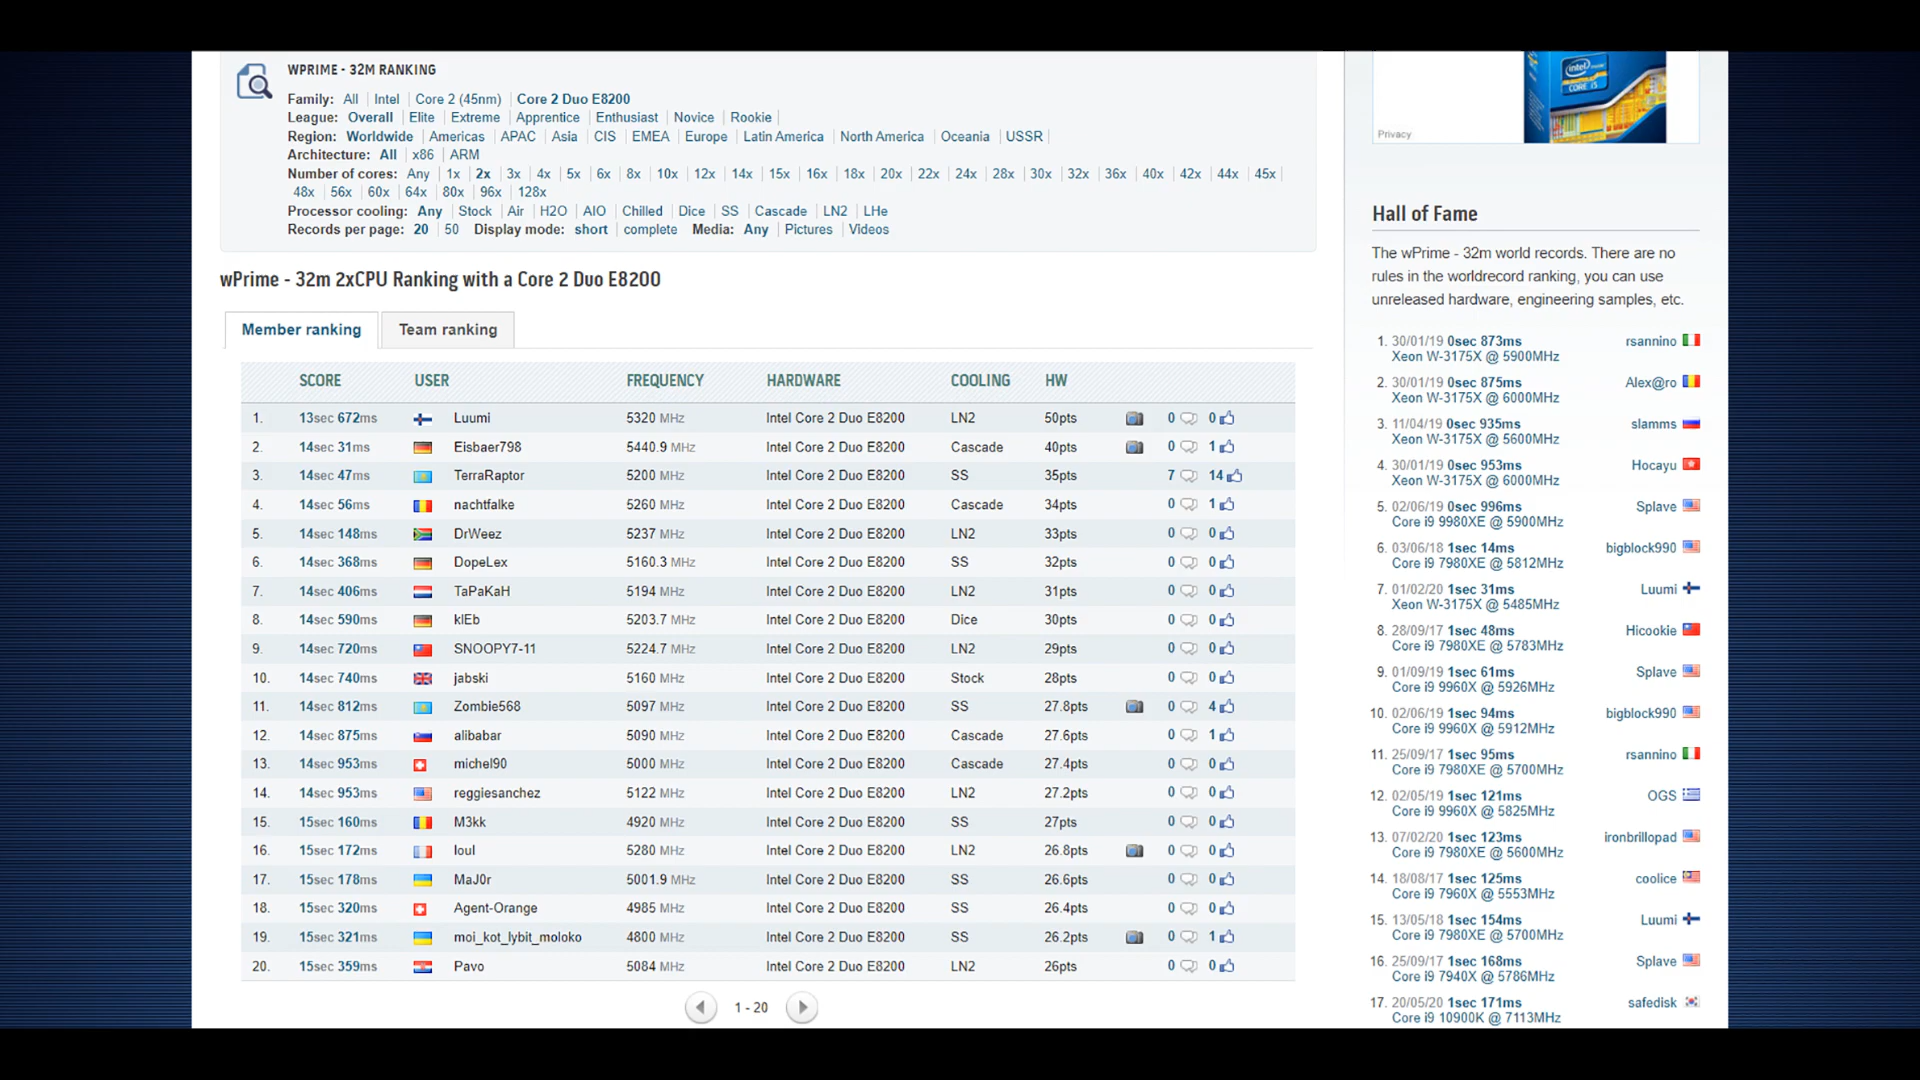 WPRIME - 32M RANKING
Family: All Intel Core 2 (45nm) Core 2 Duo E8200
League: Overall Elite Extreme Apprentice Enthusiast Novice Rookie
Region: Worldwide Americas APAC Asia CIS EMEA Europe Latin America North America Oceania USSR
Architecture: All x86 ARM
Number of cores: Any 1x 2x 3x 4x 5x 6x 8x 10x 12x 14x 15x 16x 18x 20x 22x 24x 28x 30x 32x 36x 40x 42x 44x 45x
48x 56x 60x 64x 80x 96x 128x
Processor cooling: Any Stock Air H2O AIO Chilled Dice SS Cascade LN2 LHe
Records per page: 20 50 Display mode: short complete Media: Any Pictures Videos
wPrime - 32m 2xCPU Ranking with a Core 2 Duo E8200
Member ranking Team ranking
SCORE USER FREQUENCY HARDWARE COOLING HW
1. 13sec 672ms Luumi 5320 MHz Intel Core 2 Duo E8200 LN2 50pts 0 0
2. 14sec 31ms Eisbaer798 5440.9 MHz Intel Core 2 Duo E8200 Cascade 40pts 0 1
3. 14sec 47ms TerraRaptor 5200 MHz Intel Core 2 Duo E8200 SS 35pts 7 14
4. 14sec 56ms nachtfalke 5260 MHz Intel Core 2 Duo E8200 Cascade 34pts 0 1
5. 14sec 148ms DrWeez 5237 MHz Intel Core 2 Duo E8200 LN2 33pts 0 0
6. 14sec 368ms DopeLex 5160.3 MHz Intel Core 2 Duo E8200 SS 32pts 0 0
7. 14sec 406ms TaPaKaH 5194 MHz Intel Core 2 Duo E8200 LN2 31pts 0 0
8. 14sec 590ms klEb 5203.7 MHz Intel Core 2 Duo E8200 Dice 30pts 0 0
9. 14sec 720ms SNOOPY7-11 5224.7 MHz Intel Core 2 Duo E8200 LN2 29pts 0 0
10. 14sec 740ms jabski 5160 MHz Intel Core 2 Duo E8200 Stock 28pts 0 0
11. 14sec 812ms Zombie568 5097 MHz Intel Core 2 Duo E8200 SS 27.8pts 0 4
12. 14sec 875ms alibabar 5090 MHz Intel Core 2 Duo E8200 Cascade 27.6pts 0 1
13. 14sec 953ms michel90 5000 MHz Intel Core 2 Duo E8200 Cascade 27.4pts 0 0
14. 14sec 953ms reggiesanchez 5122 MHz Intel Core 2 Duo E8200 LN2 27.2pts 0 0
15. 15sec 160ms M3kk 4920 MHz Intel Core 2 Duo E8200 SS 27pts 0 0
16. 15sec 172ms loul 5280 MHz Intel Core 2 Duo E8200 LN2 26.8pts 0 0
17. 15sec 178ms MaJ0r 5001.9 MHz Intel Core 2 Duo E8200 SS 26.6pts 0 0
18. 15sec 320ms Agent-Orange 4985 MHz Intel Core 2 Duo E8200 SS 26.4pts 0 0
19. 15sec 321ms moi_kot_lybit_moloko 4800 MHz Intel Core 2 Duo E8200 SS 26.2pts 0 1
20. 15sec 359ms Pavo 5084 MHz Intel Core 2 Duo E8200 LN2 26pts 0 0
1 - 20
intel
CORE i5
Privacy
Hall of Fame
The wPrime - 32m world records. There are no
rules in the worldrecord ranking, you can use
unreleased hardware, engineering samples, etc.
1. 30/01/19 0sec 873ms rsannino
Xeon W-3175X @ 5900MHz
2. 30/01/19 0sec 875ms Alex@ro
Xeon W-3175X @ 6000MHz
3. 11/04/19 0sec 935ms slamms
Xeon W-3175X @ 5600MHz
4. 30/01/19 0sec 953ms Hocayu
Xeon W-3175X @ 6000MHz
5. 02/06/19 0sec 996ms Splave
Core i9 9980XE @ 5900MHz
6. 03/06/18 1sec 14ms bigblock990
Core i9 7980XE @ 5812MHz
7. 01/02/20 1sec 31ms Luumi
Xeon W-3175X @ 5485MHz
8. 28/09/17 1sec 48ms Hicookie
Core i9 7980XE @ 5783MHz
9. 01/09/19 1sec 61ms Splave
Core i9 9960X @ 5926MHz
10. 02/06/19 1sec 94ms bigblock990
Core i9 9960X @ 5912MHz
11. 25/09/17 1sec 95ms rsannino
Core i9 7980XE @ 5700MHz
12. 02/05/19 1sec 121ms OGS
Core i9 9960X @ 5825MHz
13. 07/02/20 1sec 123ms ironbrillopad
Core i9 7980XE @ 5600MHz
14. 18/08/17 1sec 125ms coolice
Core i9 7960X @ 5553MHz
15. 13/05/18 1sec 154ms Luumi
Core i9 7980XE @ 5700MHz
16. 25/09/17 1sec 168ms Splave
Core i9 7940X @ 5786MHz
17. 20/05/20 1sec 171ms safedisk
Core i9 10900K @ 7113MHz